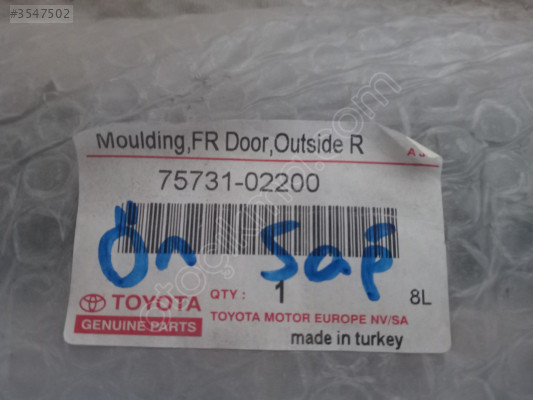 #3547502
Moulding,FR Door,Outside R
75731-02200
Ön Sağ
TOYOTA
GENUINE PARTS
QTY : 1
8L
TOYOTA MOTOR EUROPE NV/SA
made in turkey